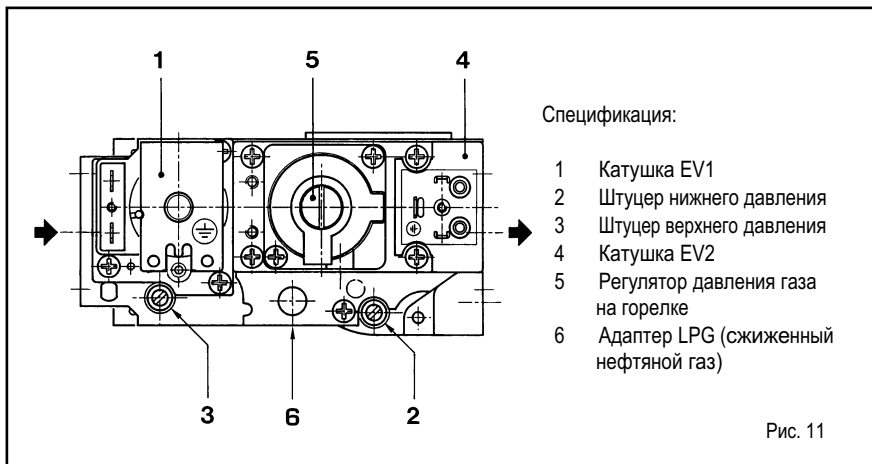 1 5 4
Спецификация:
1 Катушка EV1
2 Штуцер нижнего давления
3 Штуцер верхнего давления
4 Катушка EV2
5 Регулятор давления газа
на горелке
6 Адаптер LPG (сжиженный
нефтяной газ)
3 6 2
Рис. 11